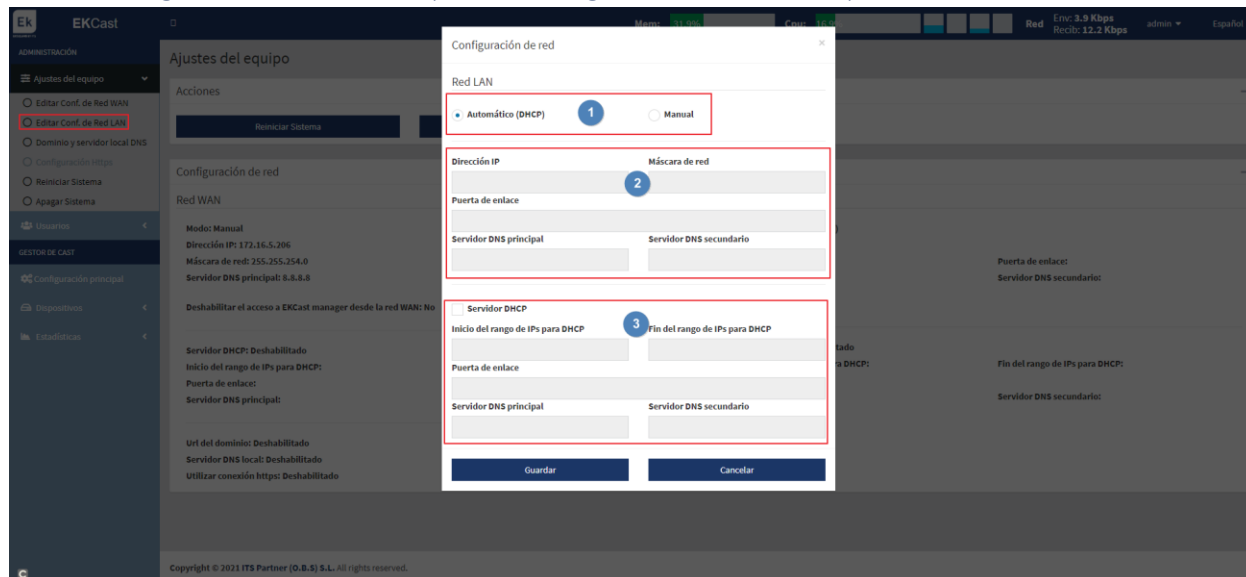 Ek EKCast
Mem: 31.9% Cpu: 16.9%
Red Env: 3.9 Kbps Recib: 12.2 Kbps
admin
Español
ADMINISTRACIÓN
Ajustes del equipo
Editar Conf. de Red WAN
Editar Conf. de Red LAN
Dominio y servidor local DNS
Configuración Https
Reiniciar Sistema
Apagar Sistema
Usuarios
GESTOR DE CAST
Configuración principal
Dispositivos
Estadísticas
Ajustes del equipo
Acciones
Reiniciar Sistema
Configuración de red
Red WAN
Modo: Manual
Dirección IP: 172.16.5.206
Máscara de red: 255.255.254.0
Servidor DNS principal: 8.8.8.8
Deshabilitar el acceso a EKCast manager desde la red WAN: No
Servidor DHCP: Deshabilitado
Inicio del rango de IPs para DHCP:
Puerta de enlace:
Servidor DNS principal:
Url del dominio: Deshabilitado
Servidor DNS local: Deshabilitado
Utilizar conexión https: Deshabilitado
Configuración de red ×
Red LAN
Automático (DHCP) 1 Manual
Dirección IP Máscara de red
2
Puerta de enlace
Servidor DNS principal Servidor DNS secundario
Servidor DHCP
3
Inicio del rango de IPs para DHCP Fin del rango de IPs para DHCP
Puerta de enlace
Servidor DNS principal Servidor DNS secundario
Guardar Cancelar
Puerta de enlace:
Servidor DNS secundario:
tado
a DHCP: Fin del rango de IPs para DHCP:
Servidor DNS secundario:
Copyright © 2021 ITS Partner (O.B.S) S.L. All rights reserved.